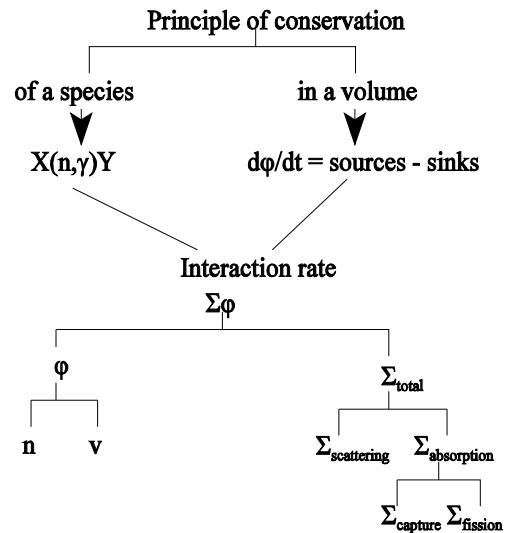 Principle of conservation
of a species
in a volume
X(n,γ)Y
dφ/dt = sources - sinks
Interaction rate
Σφ
φ
Σtotal
n
v
Σscattering
Σabsorption
Σcapture
Σfission